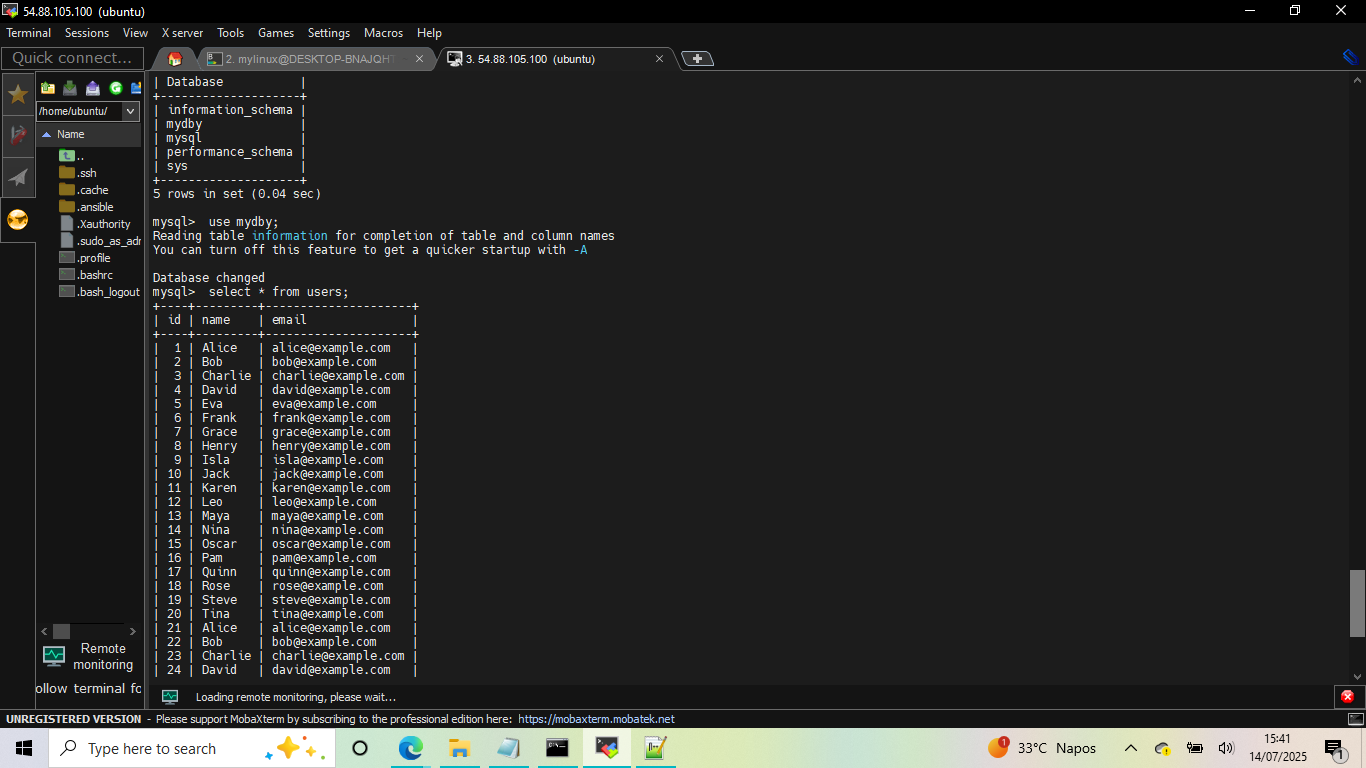 54.88.105.100 (ubuntu)
Terminal Sessions View X server Tools Games Settings Macros Help
Quick connect...
2. mylinux@DESKTOP-BNAJQHT
3. 54.88.105.100 (ubuntu)
/home/ubuntu/
Name
..
.ssh
.cache
.ansible
.Xauthority
.sudo_as_adr
.profile
.bashrc
.bash_logout
Remote
monitoring
ollow terminal fo
| Database |
+--------------------+
| information_schema |
| mydby |
| mysql |
| performance_schema |
| sys |
+--------------------+
5 rows in set (0.04 sec)
mysql> use mydby;
Reading table information for completion of table and column names
You can turn off this feature to get a quicker startup with -A
Database changed
mysql> select * from users;
+----+---------+---------------------+
| id | name | email |
+----+---------+---------------------+
| 1 | Alice | alice@example.com |
| 2 | Bob | bob@example.com |
| 3 | Charlie | charlie@example.com |
| 4 | David | david@example.com |
| 5 | Eva | eva@example.com |
| 6 | Frank | frank@example.com |
| 7 | Grace | grace@example.com |
| 8 | Henry | henry@example.com |
| 9 | Isla | isla@example.com |
| 10 | Jack | jack@example.com |
| 11 | Karen | karen@example.com |
| 12 | Leo | leo@example.com |
| 13 | Maya | maya@example.com |
| 14 | Nina | nina@example.com |
| 15 | Oscar | oscar@example.com |
| 16 | Pam | pam@example.com |
| 17 | Quinn | quinn@example.com |
| 18 | Rose | rose@example.com |
| 19 | Steve | steve@example.com |
| 20 | Tina | tina@example.com |
| 21 | Alice | alice@example.com |
| 22 | Bob | bob@example.com |
| 23 | Charlie | charlie@example.com |
| 24 | David | david@example.com |
Loading remote monitoring, please wait...
UNREGISTERED VERSION - Please support MobaXterm by subscribing to the professional edition here: https://mobaxterm.mobatek.net
Type here to search
1
33°C Napos
15:41
14/07/2025
1